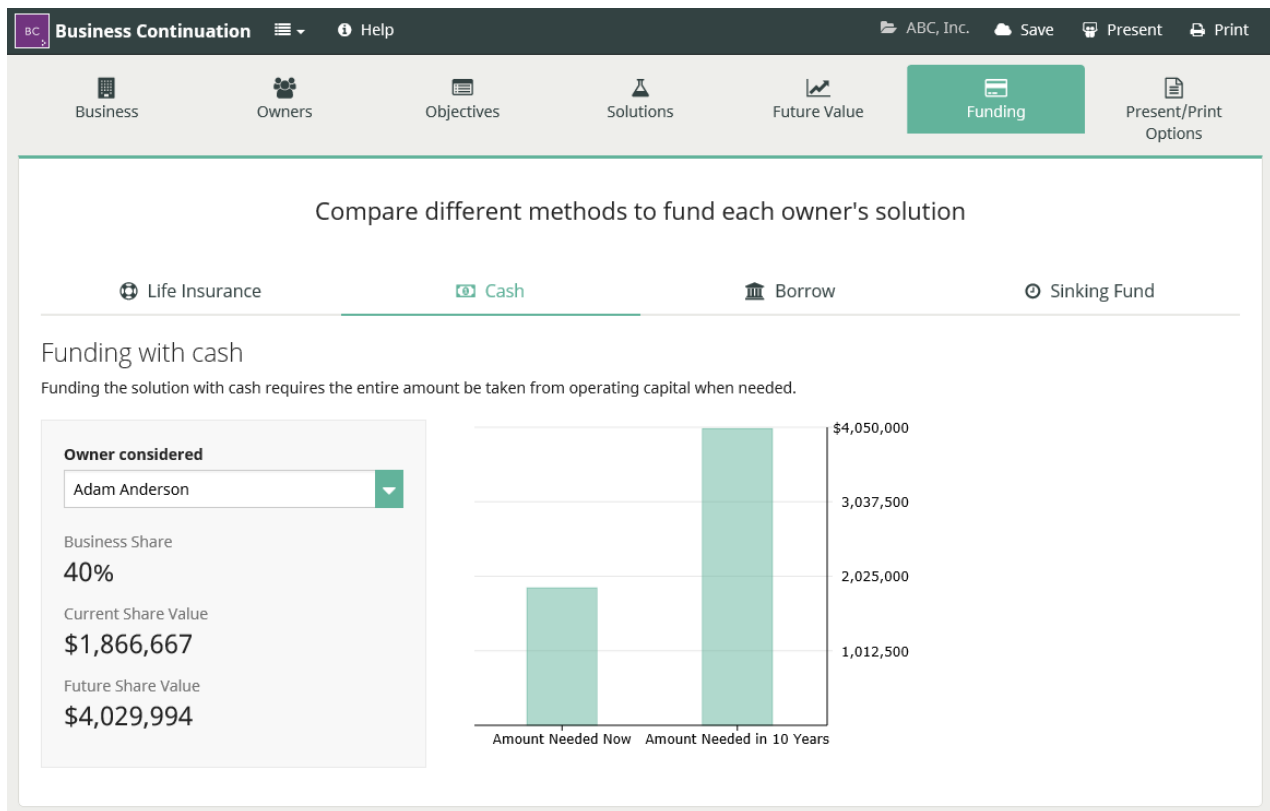 BC Business Continuation Help ABC, Inc. Save Present Print
Business Owners Objectives Solutions Future Value Funding Present/Print
Options
Compare different methods to fund each owner's solution
Life Insurance Cash Borrow Sinking Fund
Funding with cash
Funding the solution with cash requires the entire amount be taken from operating capital when needed.
Owner considered
Adam Anderson
Business Share
40%
Current Share Value
$1,866,667
Future Share Value
$4,029,994
$4,050,000
3,037,500
2,025,000
1,012,500
Amount Needed Now Amount Needed in 10 Years